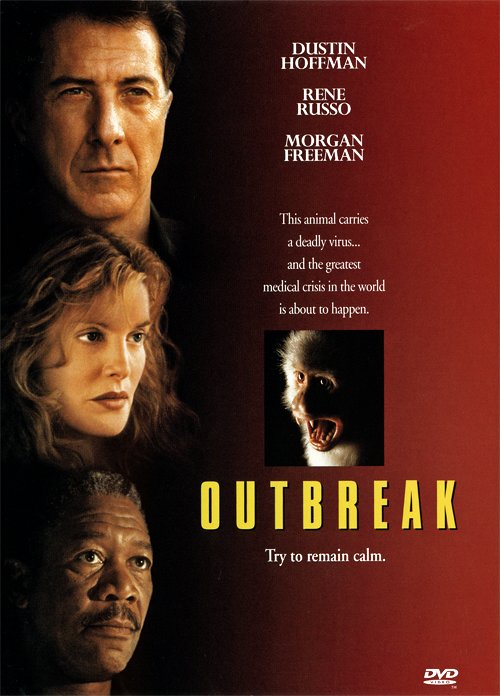 DUSTIN
HOFFMAN
RENE
RUSSO
MORGAN
FREEMAN
This animal carries
a deadly virus...
and the greatest
medical crisis in the world
is about to happen.
OUTBREAK
Try to remain calm.
DVD
VIDEO